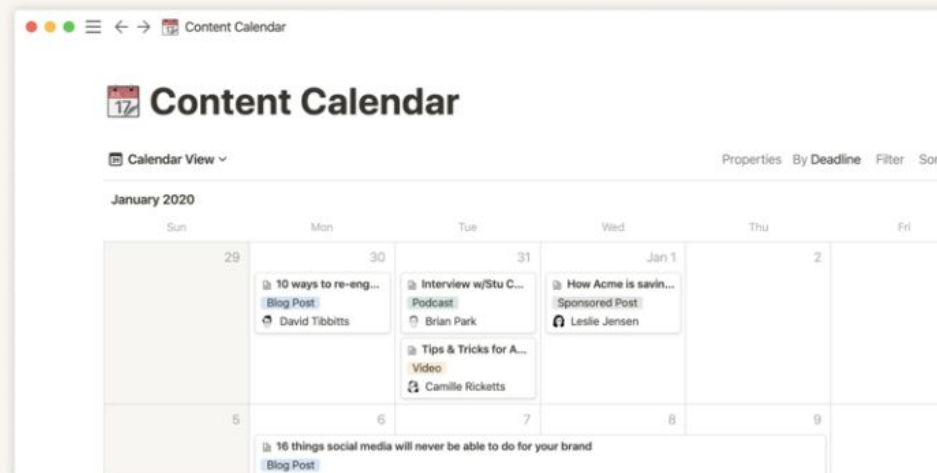 Content Calendar
Content Calendar
Calendar View
Properties By Deadline Filter Sor
January 2020
Sun Mon Tue Wed Thu Fri
29 30 31 Jan 1 2
10 ways to re-eng... Interview w/Stu C... How Acme is savin...
Blog Post Podcast Sponsored Post
David Tibbitts Brian Park Leslie Jensen
Tips & Tricks for A...
Video
Camille Ricketts
5 6 7 8 9
16 things social media will never be able to do for your brand
Blog Post